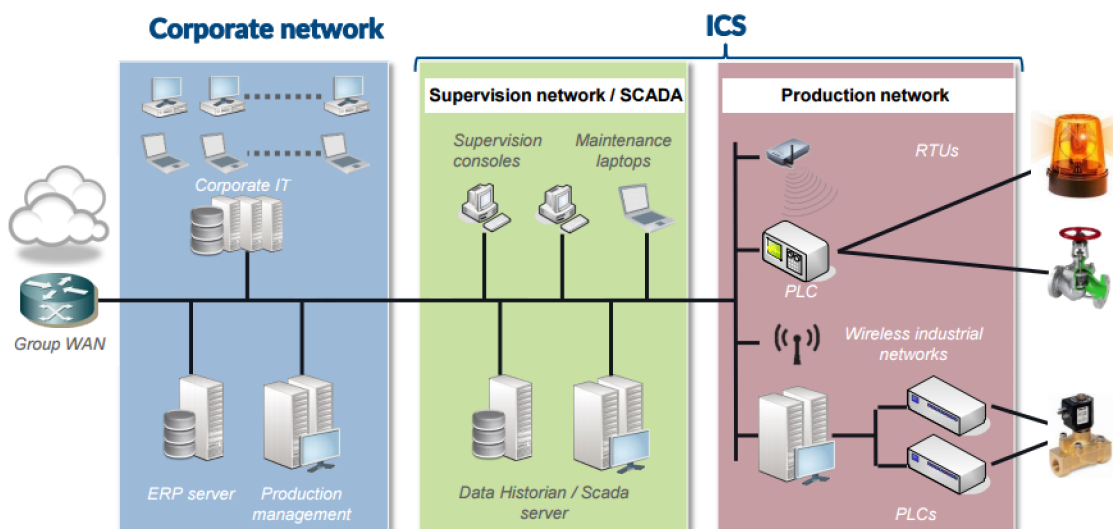 Corporate network
ICS
Supervision network / SCADA
Production network
Supervision
consoles
Maintenance
laptops
RTUs
Corporate IT
PLC
Group WAN
Wireless industrial
networks
ERP server
Production
management
Data Historian / Scada
server
PLCs